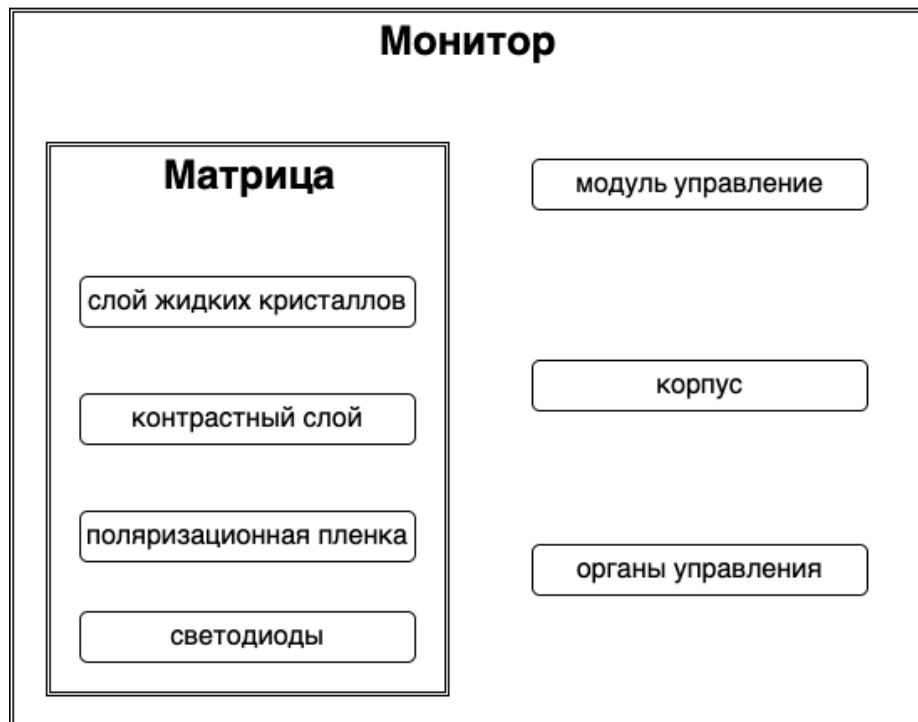 Монитор
Матрица
слой жидких кристаллов
контрастный слой
поляризационная пленка
светодиоды
модуль управление
корпус
органы управления